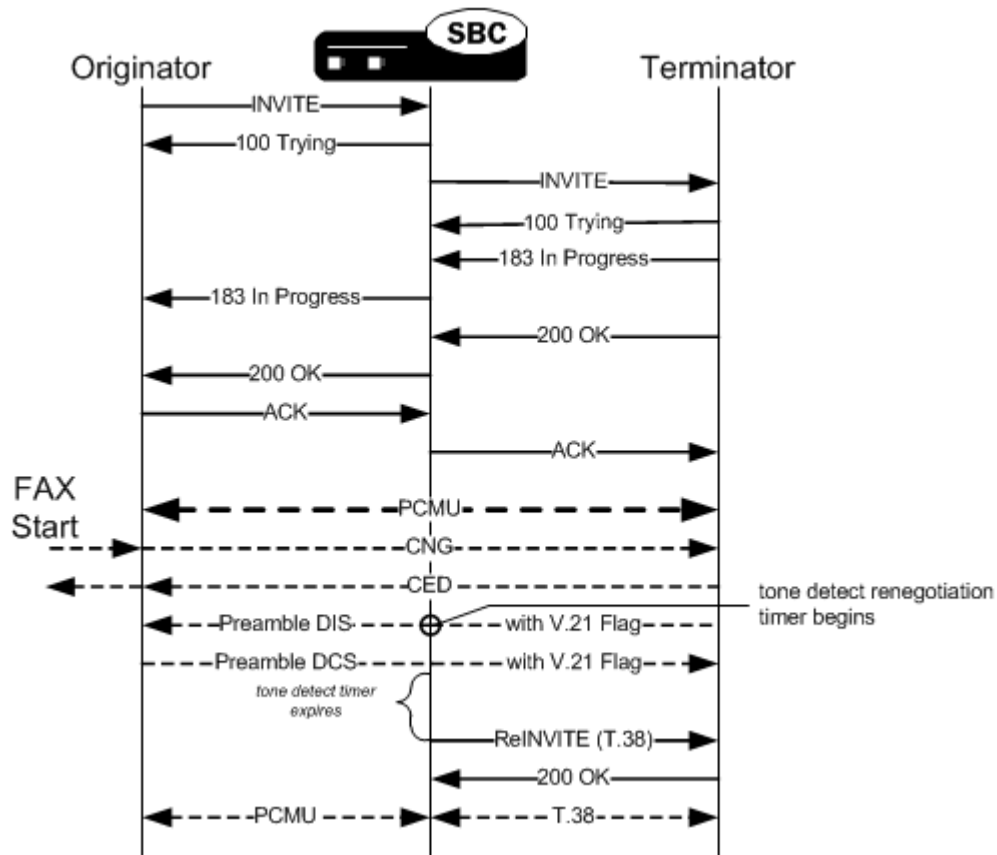 SBC
Originator
Terminator
INVITE
100 Trying
INVITE
100 Trying
183 In Progress
183 In Progress
200 OK
200 OK
ACK
ACK
FAX
Start
PCMU
CNG
CED
tone detect renegotiation
timer begins
Preamble DIS
with V.21 Flag
Preamble DCS
with V.21 Flag
tone detect timer
expires
ReINVITE (T.38)
200 OK
PCMU
T.38